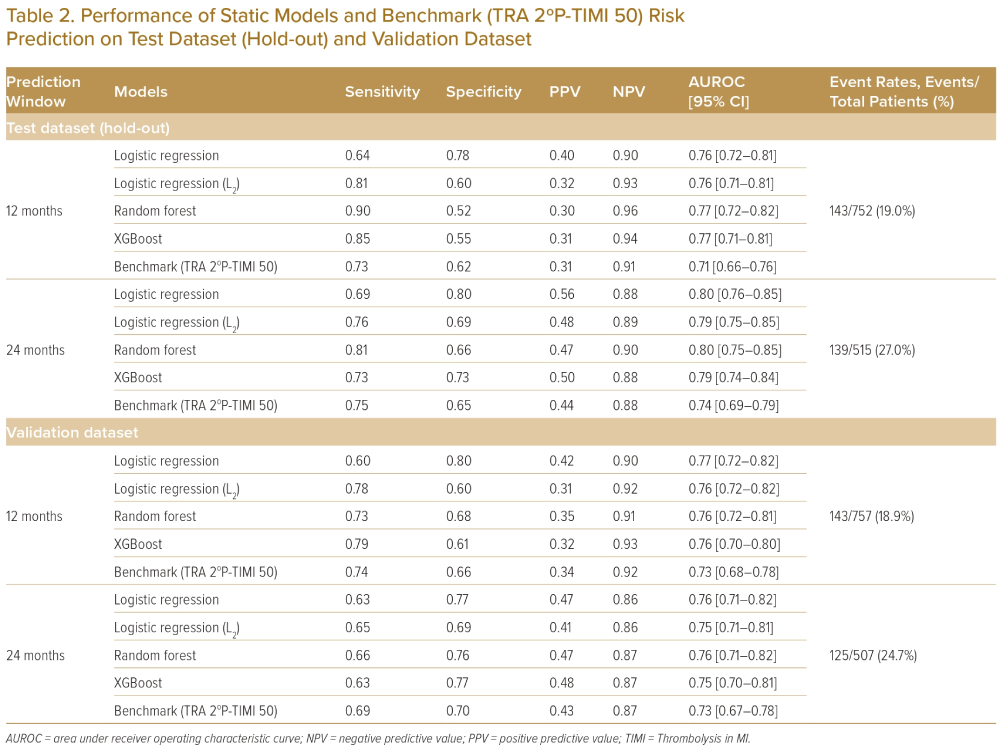 Table 2. Performance of Static Models and Benchmark (TRA 2ºP-TIMI 50) Risk
Prediction on Test Dataset (Hold-out) and Validation Dataset
Prediction Window Models Sensitivity Specificity PPV NPV AUROC [95% CI] Event Rates, Events/ Total Patients (%)
Test dataset (hold-out)
Logistic regression 0.64 0.78 0.40 0.90 0.76 [0.72–0.81]
Logistic regression (L2) 0.81 0.60 0.32 0.93 0.76 [0.71–0.81]
12 months Random forest 0.90 0.52 0.30 0.96 0.77 [0.72–0.82] 143/752 (19.0%)
XGBoost 0.85 0.55 0.31 0.94 0.77 [0.71–0.81]
Benchmark (TRA 2ºP-TIMI 50) 0.73 0.62 0.31 0.91 0.71 [0.66–0.76]
Logistic regression 0.69 0.80 0.56 0.88 0.80 [0.76–0.85]
Logistic regression (L2) 0.76 0.69 0.48 0.89 0.79 [0.75–0.85]
24 months Random forest 0.81 0.66 0.47 0.90 0.80 [0.75–0.85] 139/515 (27.0%)
XGBoost 0.73 0.73 0.50 0.88 0.79 [0.74–0.84]
Benchmark (TRA 2ºP-TIMI 50) 0.75 0.65 0.44 0.88 0.74 [0.69–0.79]
Validation dataset
Logistic regression 0.60 0.80 0.42 0.90 0.77 [0.72–0.82]
Logistic regression (L2) 0.78 0.60 0.31 0.92 0.76 [0.72–0.82]
12 months Random forest 0.73 0.68 0.35 0.91 0.76 [0.72–0.81] 143/757 (18.9%)
XGBoost 0.79 0.61 0.32 0.93 0.76 [0.70–0.80]
Benchmark (TRA 2ºP-TIMI 50) 0.74 0.66 0.34 0.92 0.73 [0.68–0.78]
Logistic regression 0.63 0.77 0.47 0.86 0.76 [0.71–0.82]
Logistic regression (L2) 0.65 0.69 0.41 0.86 0.75 [0.71–0.81]
24 months Random forest 0.66 0.76 0.47 0.87 0.76 [0.71–0.82] 125/507 (24.7%)
XGBoost 0.63 0.77 0.48 0.87 0.75 [0.70–0.81]
Benchmark (TRA 2ºP-TIMI 50) 0.69 0.70 0.43 0.87 0.73 [0.67–0.78]
AUROC = area under receiver operating characteristic curve; NPV = negative predictive value; PPV = positive predictive value; TIMI = Thrombolysis in MI.